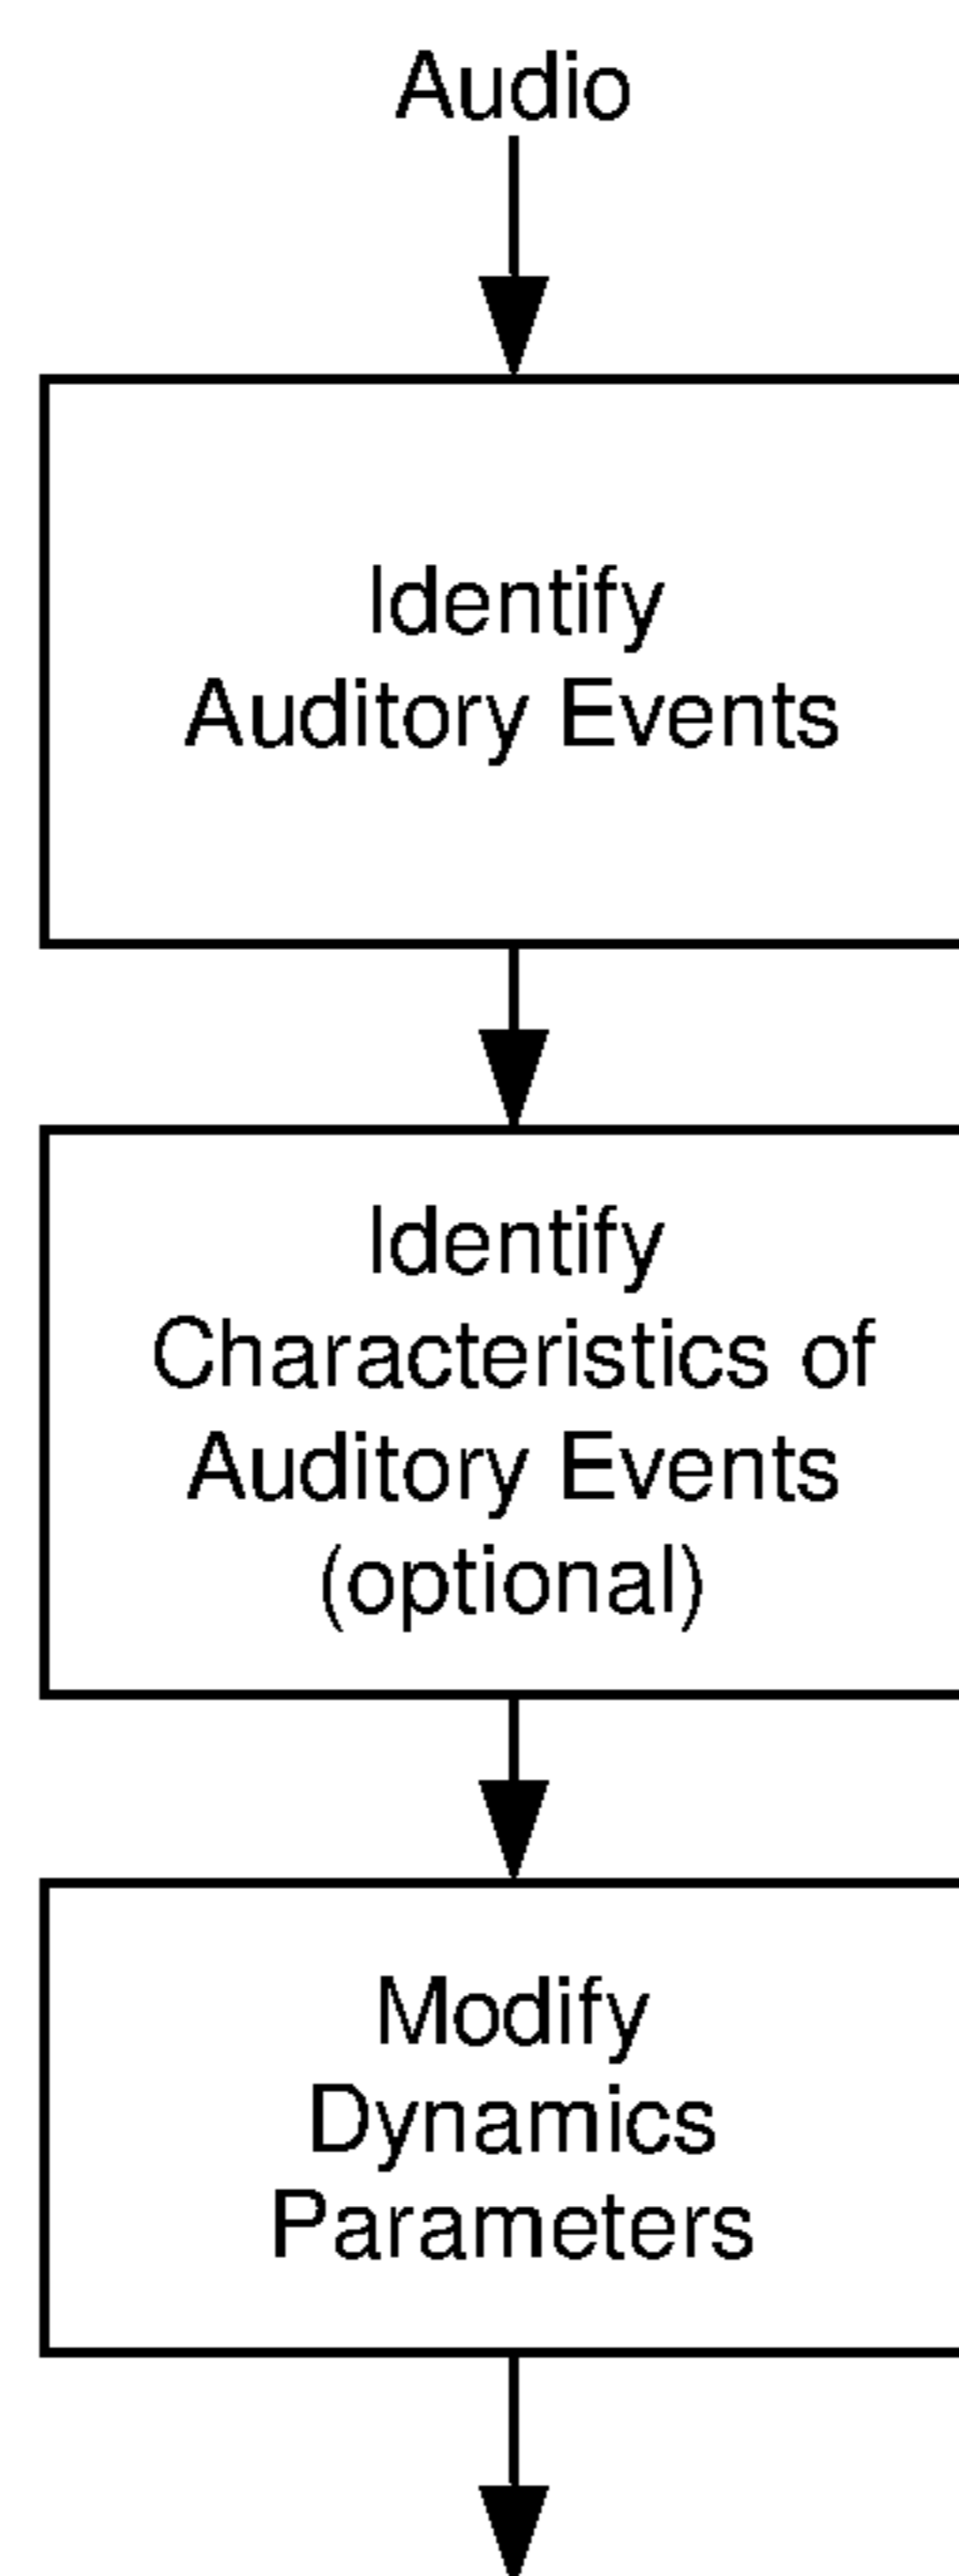 Audio
Identify
Auditory Events
Identify
Characteristics of
Auditory Events
(optional)
Modify
Dynamics
Parameters